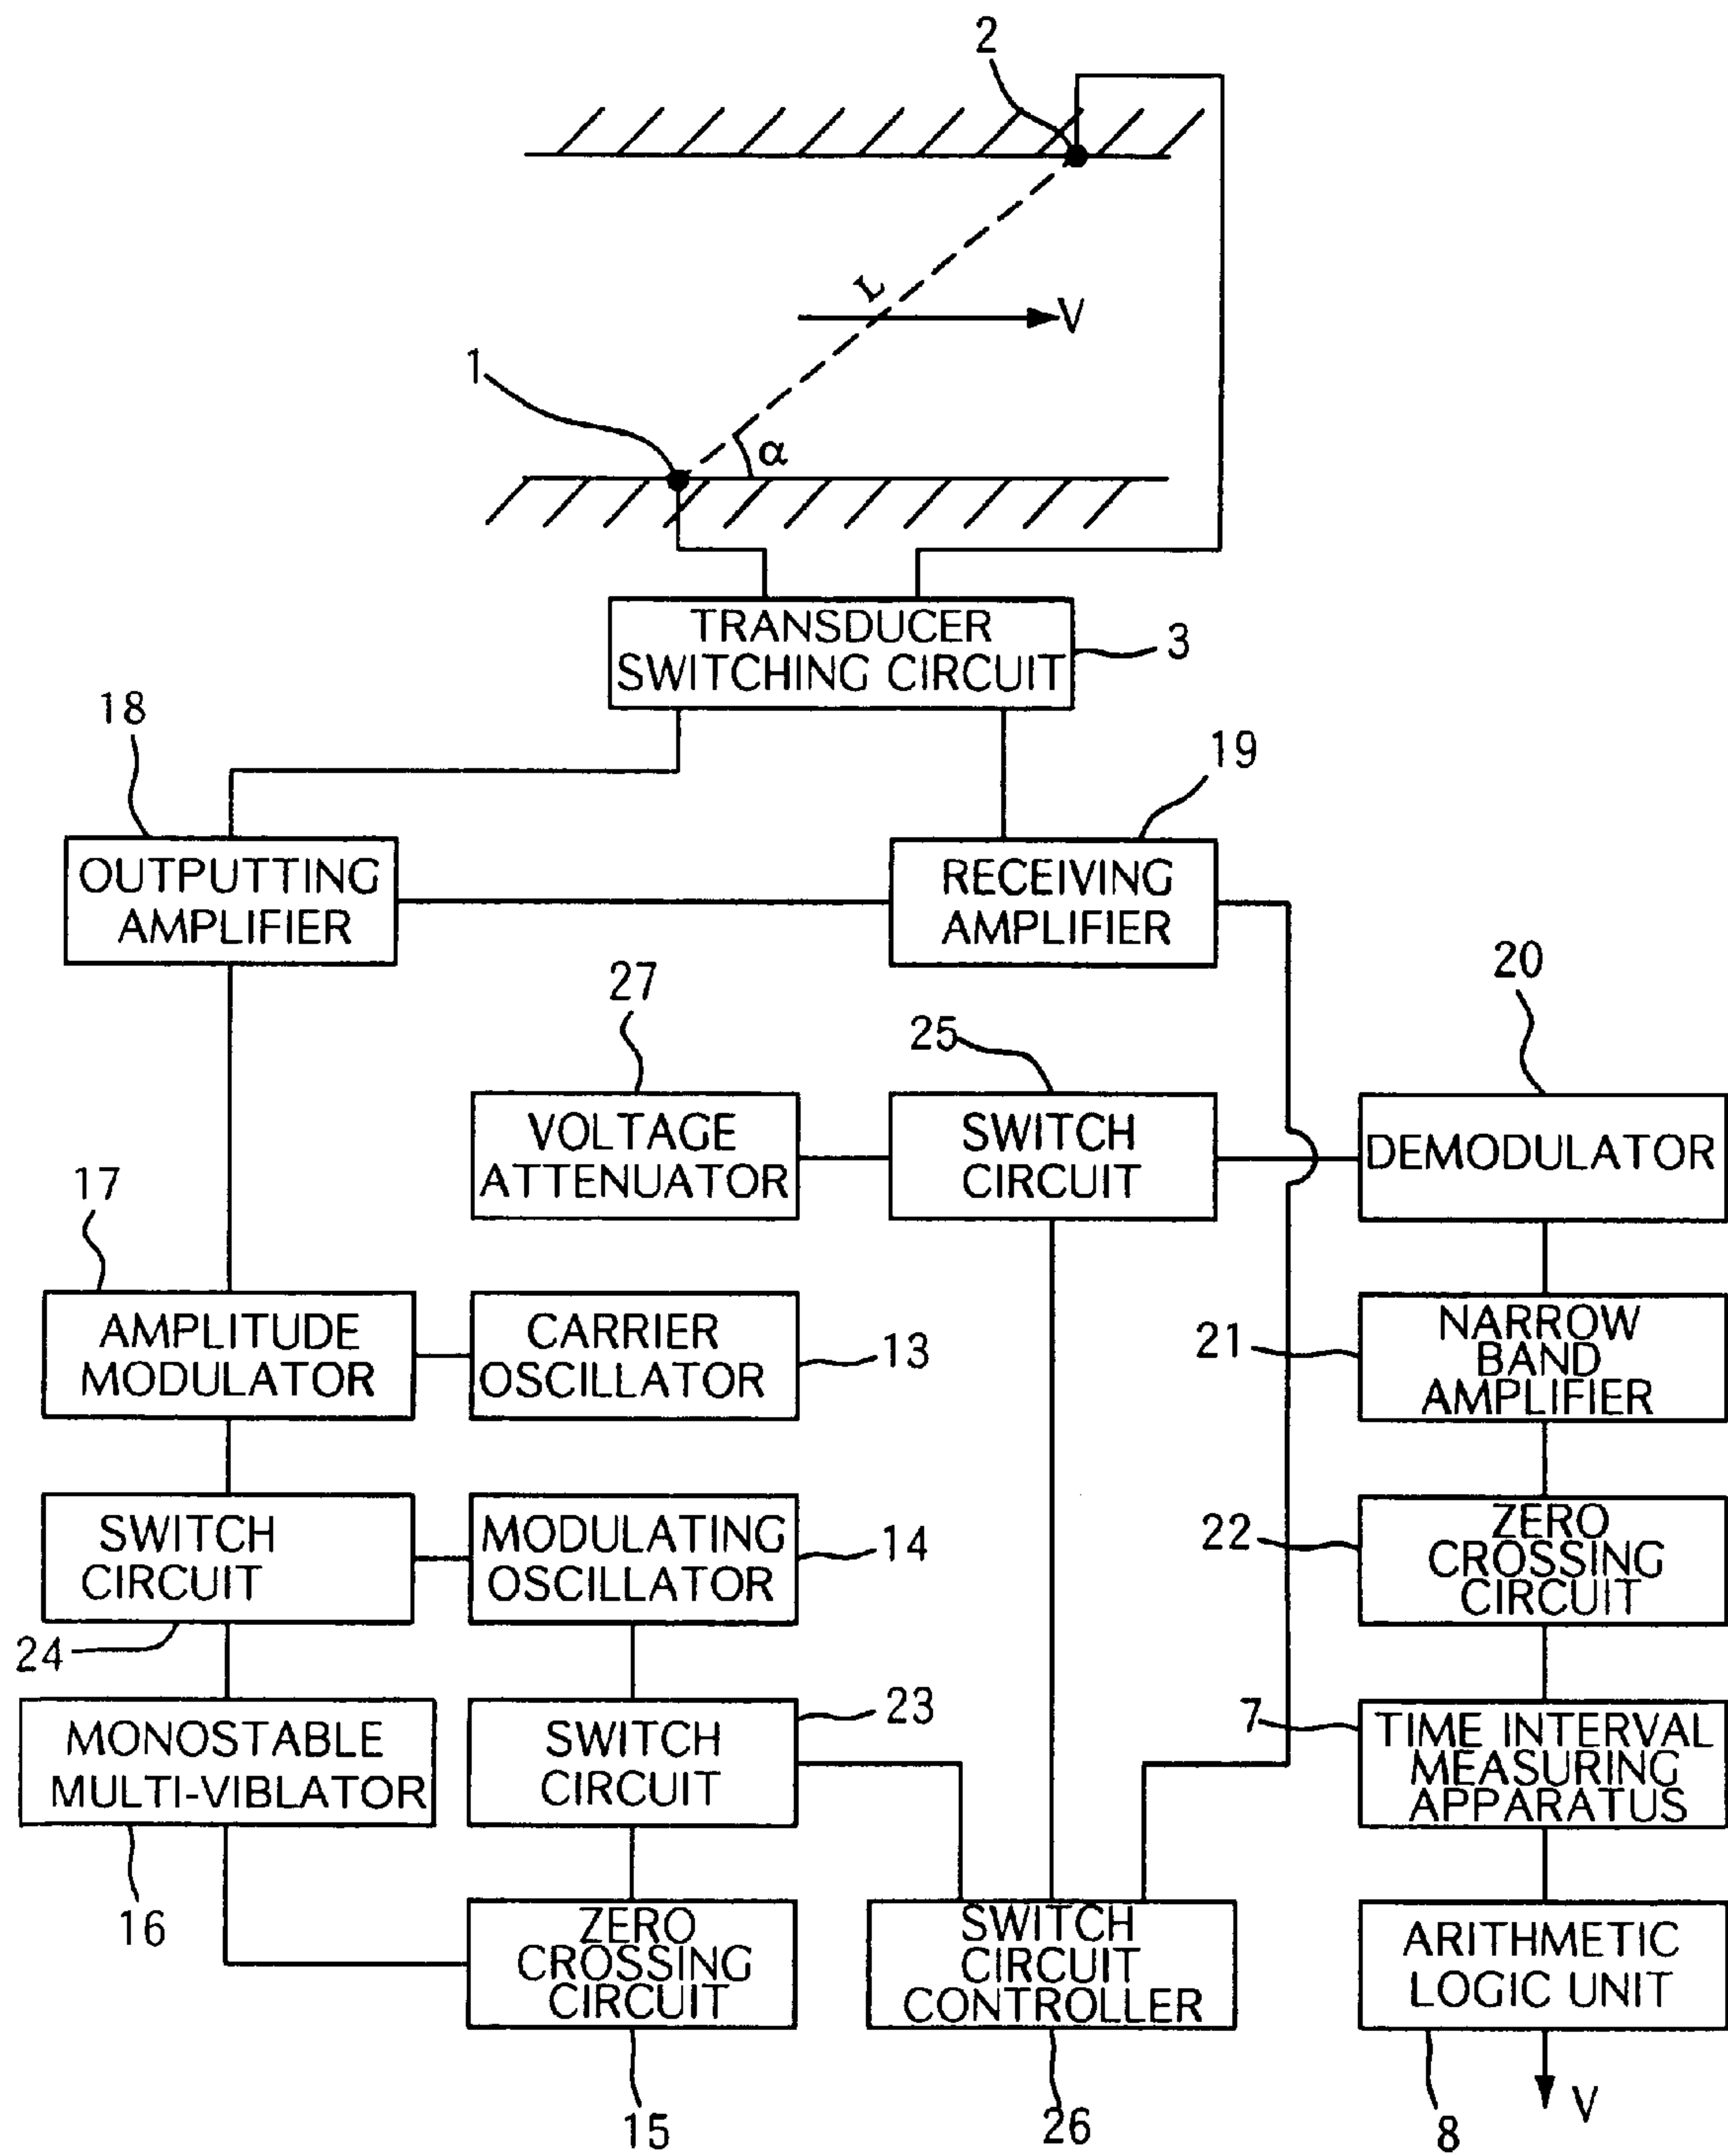 2
L
V
1
α
TRANSDUCER
SWITCHING CIRCUIT
3
18
19
OUTPUTTING
AMPLIFIER
RECEIVING
AMPLIFIER
27
25
20
VOLTAGE
ATTENUATOR
SWITCH
CIRCUIT
DEMODULATOR
17
AMPLITUDE
MODULATOR
CARRIER
OSCILLATOR
13
21
NARROW
BAND
AMPLIFIER
SWITCH
CIRCUIT
24
MODULATING
OSCILLATOR
14
22
ZERO
CROSSING
CIRCUIT
MONOSTABLE
MULTI-VIBLATOR
16
SWITCH
CIRCUIT
23
7
TIME INTERVAL
MEASURING
APPARATUS
ZERO
CROSSING
CIRCUIT
15
SWITCH
CIRCUIT
CONTROLLER
26
ARITHMETIC
LOGIC UNIT
8
V